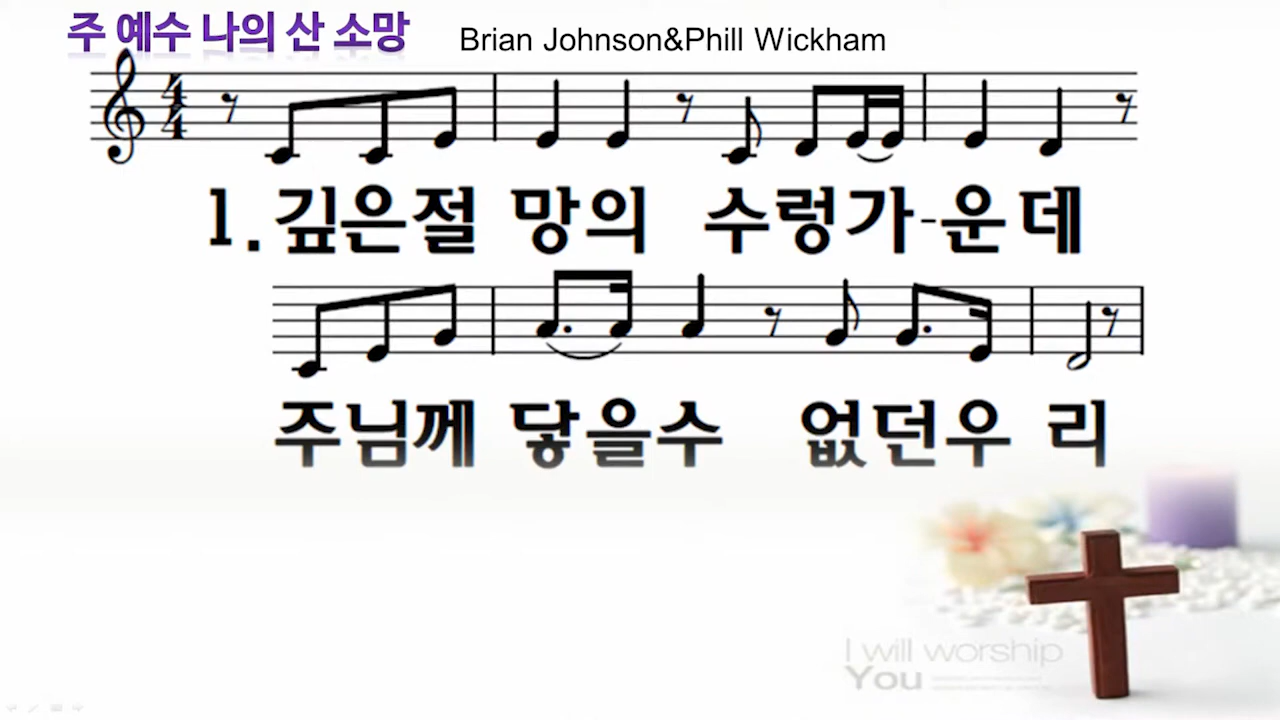 주 예수 나의 산 소망 Brian Johnson&Phill Wickham
1. 깊은절 망의 수렁가-운데
주님께 닿을수 없던우 리
I will worship
You